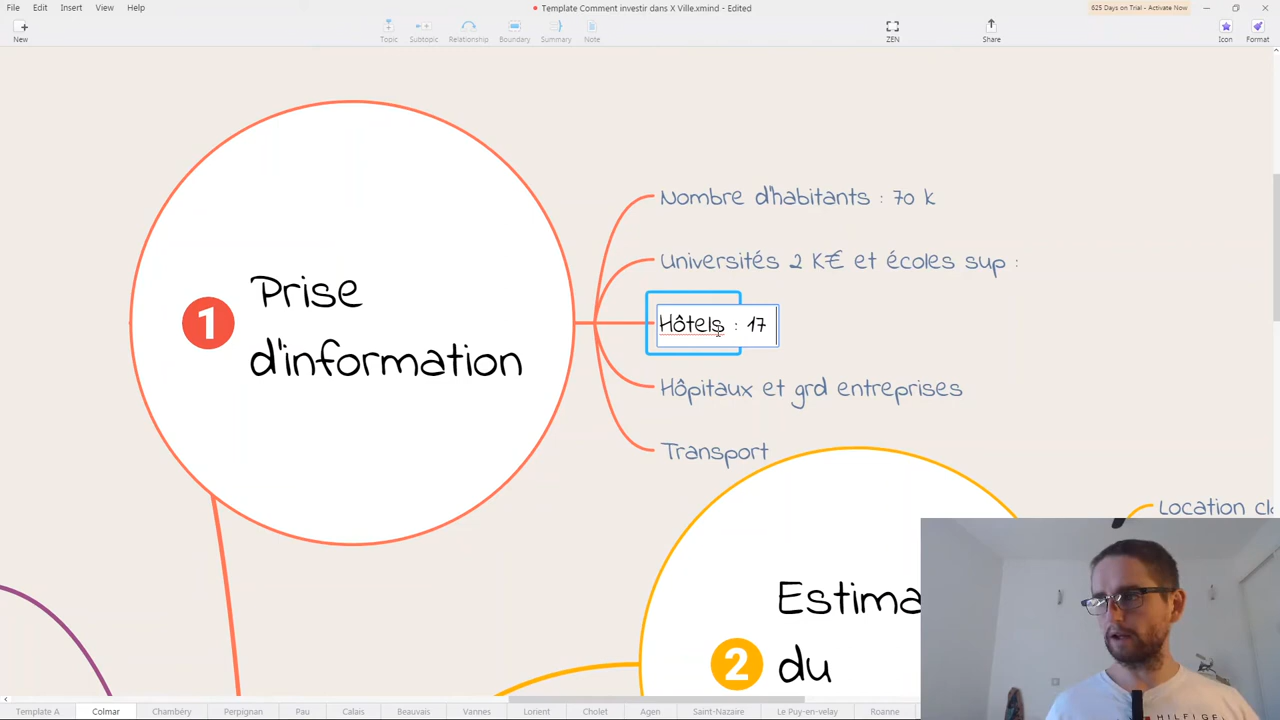 File Edit Insert View Help
Template Comment investir dans X Ville.xmind - Edited
625 Days on Trial - Activate Now
New
Topic Subtopic Relationship Boundary Summary Note
ZEN
Share
Icon
Format
Nombre d'habitants : 70 k
Universités 2 K€ et écoles sup :
Hôtels : 17
Hôpitaux et grd entreprises
Transport
1 Prise
d'information
Location
Estima
2 du
HILFIGE
Template A Colmar Chambéry Perpignan Pau Calais Beauvais Vannes Lorient Cholet Agen Saint-Nazaire Le Puy-en-velay Roanne